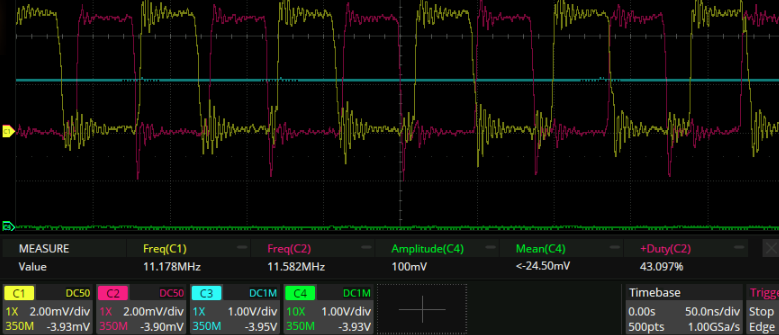 C1
C4
MEASURE Freq(C1) Freq(C2) Amplitude(C4) Mean(C4) +Duty(C2)
Value 11.178MHz 11.582MHz 100mV <-24.50mV 43.097%
C1 DC50 C2 DC50 C3 DC1M C4 DC1M Timebase Trigg
1X 2.00mV/div 1X 2.00mV/div 1X 1.00V/div 10X 1.00V/div 0.00s 50.0ns/div Stop
350M -3.93mV 350M -3.90mV 350M -3.95V 350M -3.93V 500pts 1.00GSa/s Edge